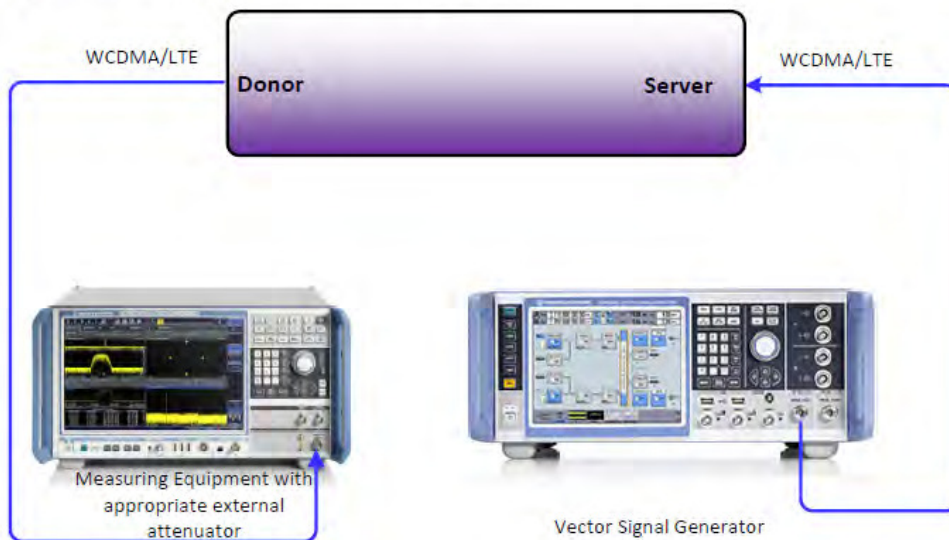 WCDMA/LTE
Donor
Server
WCDMA/LTE
Measuring Equipment with
appropriate external
attenuator
Vector Signal Generator